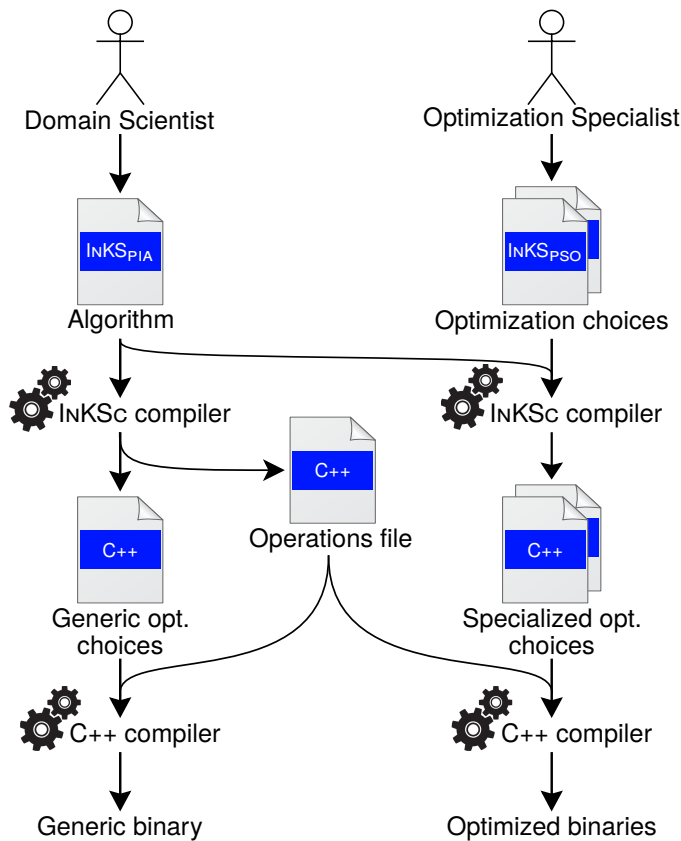 Domain Scientist
Optimization Specialist
INKSPIA
INKSPSO
Algorithm
Optimization choices
INKSC compiler
INKSC compiler
C++
Operations file
C++
C++
Generic opt.
choices
Specialized opt.
choices
C++ compiler
C++ compiler
Generic binary
Optimized binaries